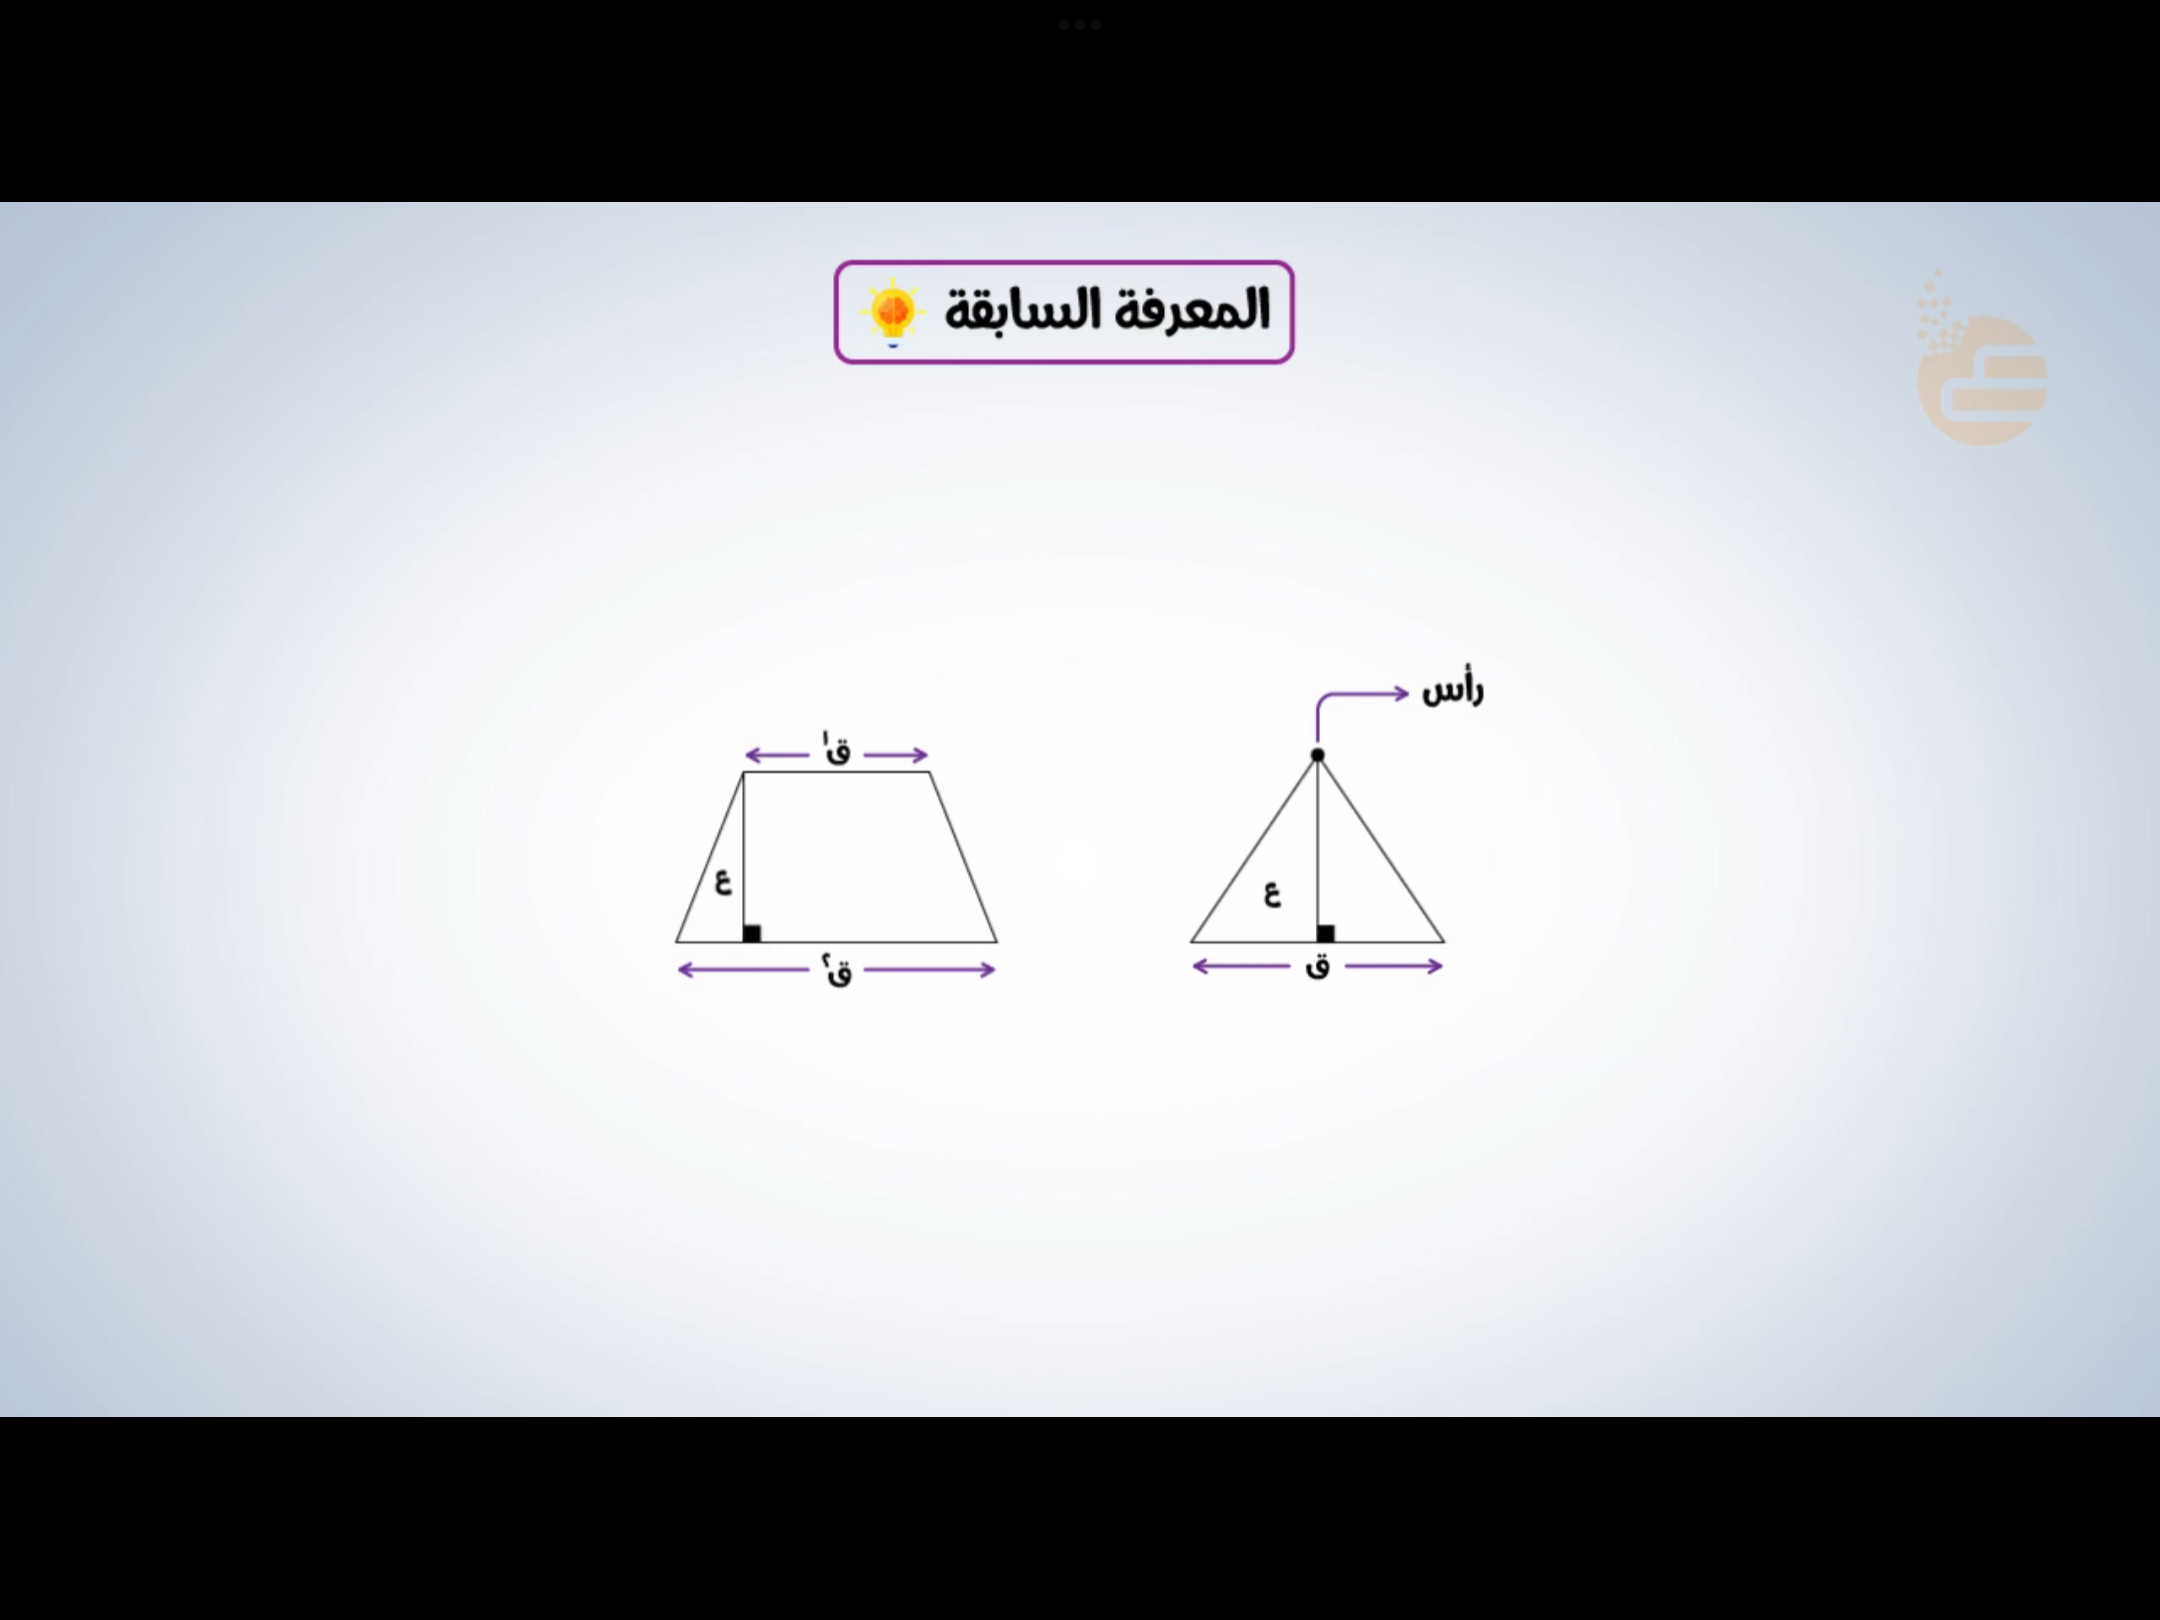 المعرفة السابقة
رأس
ع
ق
ق١
ع
ق٢